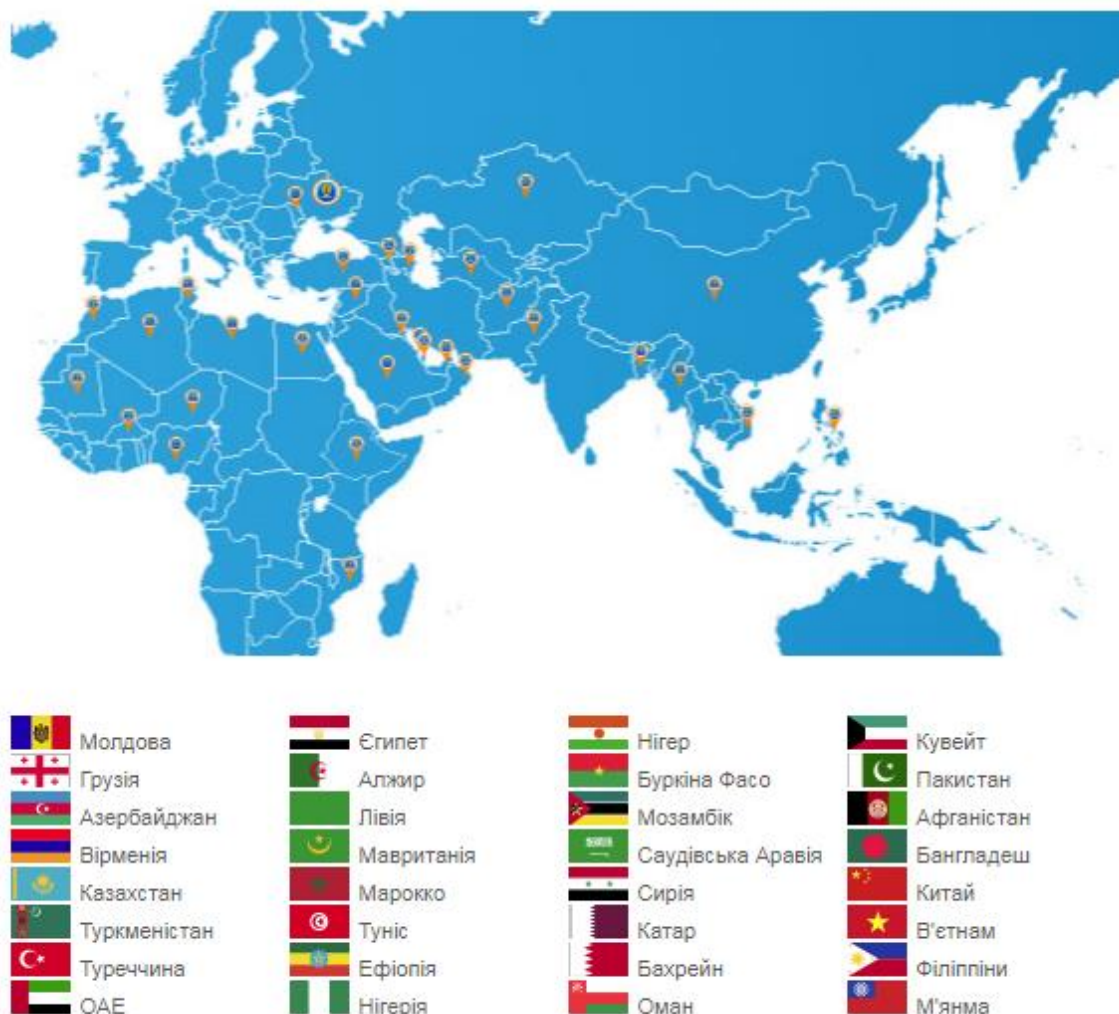 Молдова Єгипет Нігер Кувейт
Грузія Алжир Буркіна Фасо Пакистан
Азербайджан Лівія Мозамбік Афганістан
Вірменія Мавританія Саудівська Аравія Бангладеш
Казахстан Марокко Сирія Китай
Туркменістан Туніс Катар В'єтнам
Туреччина Ефіопія Бахрейн Філіппіни
ОАЕ Нігерія Оман М'янма